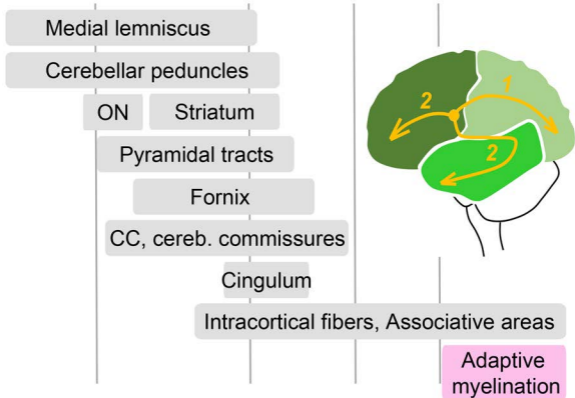 Medial lemniscus
Cerebellar peduncles
ON
Striatum
Pyramidal tracts
Fornix
CC, cereb. commissures
Cingulum
Intracortical fibers, Associative areas
Adaptive
myelination
2
1
2